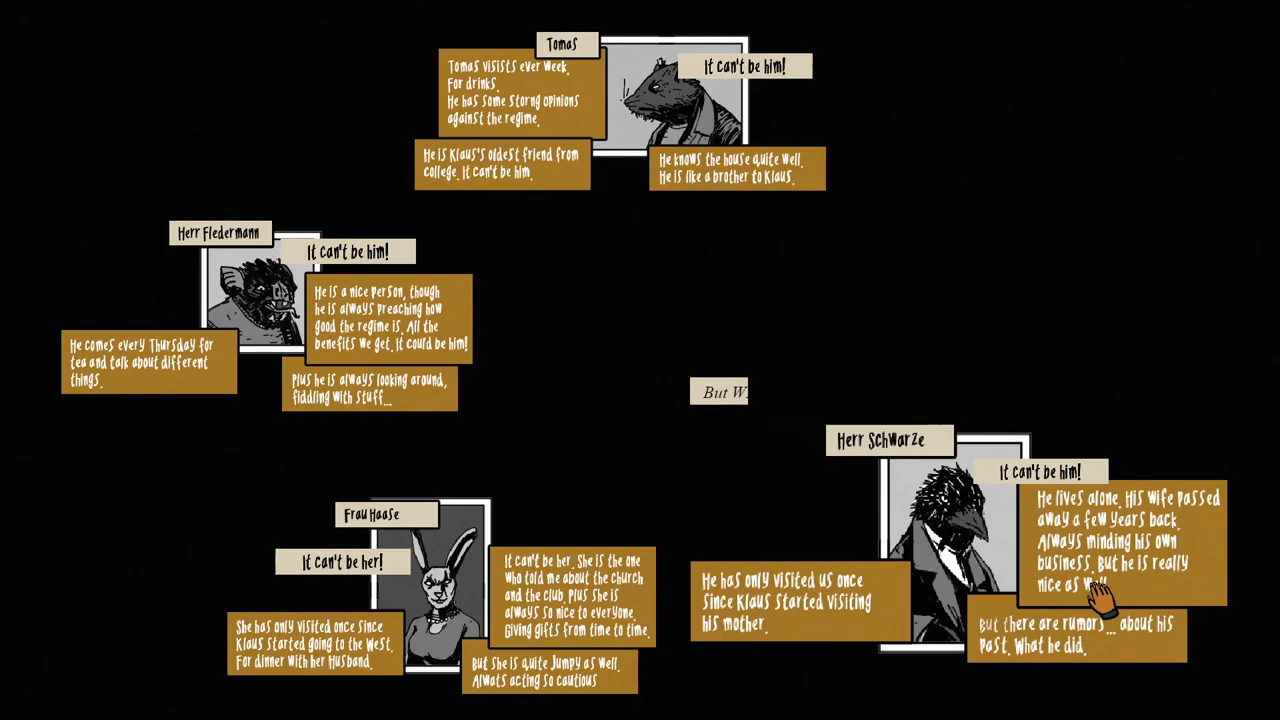 Tomas
It can't be him!
Tomas visists ever week.
For drinks.
He has some storng opinions
against the regime.
He is Klaus's oldest friend from
college. It can't be him.
He knows the house quite well.
He is like a brother to Klaus.
Herr Fledermann
It can't be him!
He is a nice person, though
he is always preaching how
good the regime is. All the
benefits we get. It could be him!
He comes every Thursday for
tea and talk about different
things.
Plus he is always looking around,
fiddling with stuff...
But
Herr Schwarze
It can't be him!
He lives alone. His wife passed
away a few years back.
Always minding his own
business. But he is really
nice as
He has only visited us once
since Klaus started visiting
his mother.
But there are rumors... about his
past. What he did.
Frau Haase
It can't be her!
It can't be her. She is the one
who told me about the church
and the club. Plus she is
always so nice to everyone.
Giving gifts from time to time.
She has only visited once since
Klaus started going to the West.
For dinner with her Husband.
But she is quite jumpy as well.
Alwats acting so cautious